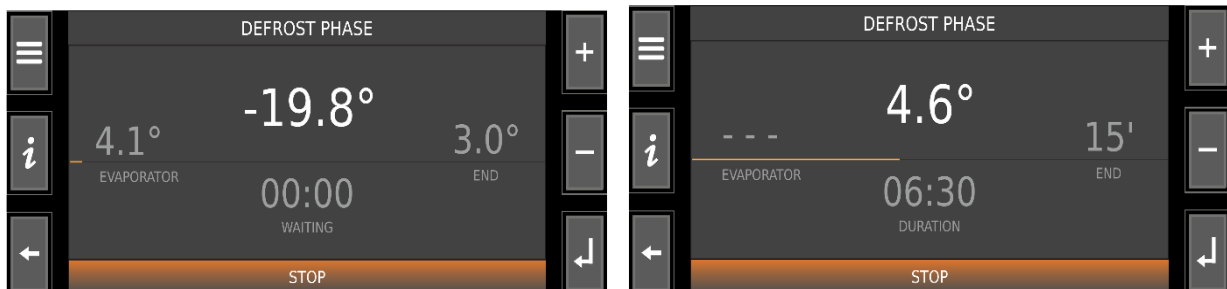 DEFROST PHASE
-19.8°
4.1°
3.0°
EVAPORATOR
END
00:00
WAITING
STOP
DEFROST PHASE
4.6°
- - -
15'
EVAPORATOR
END
06:30
DURATION
STOP